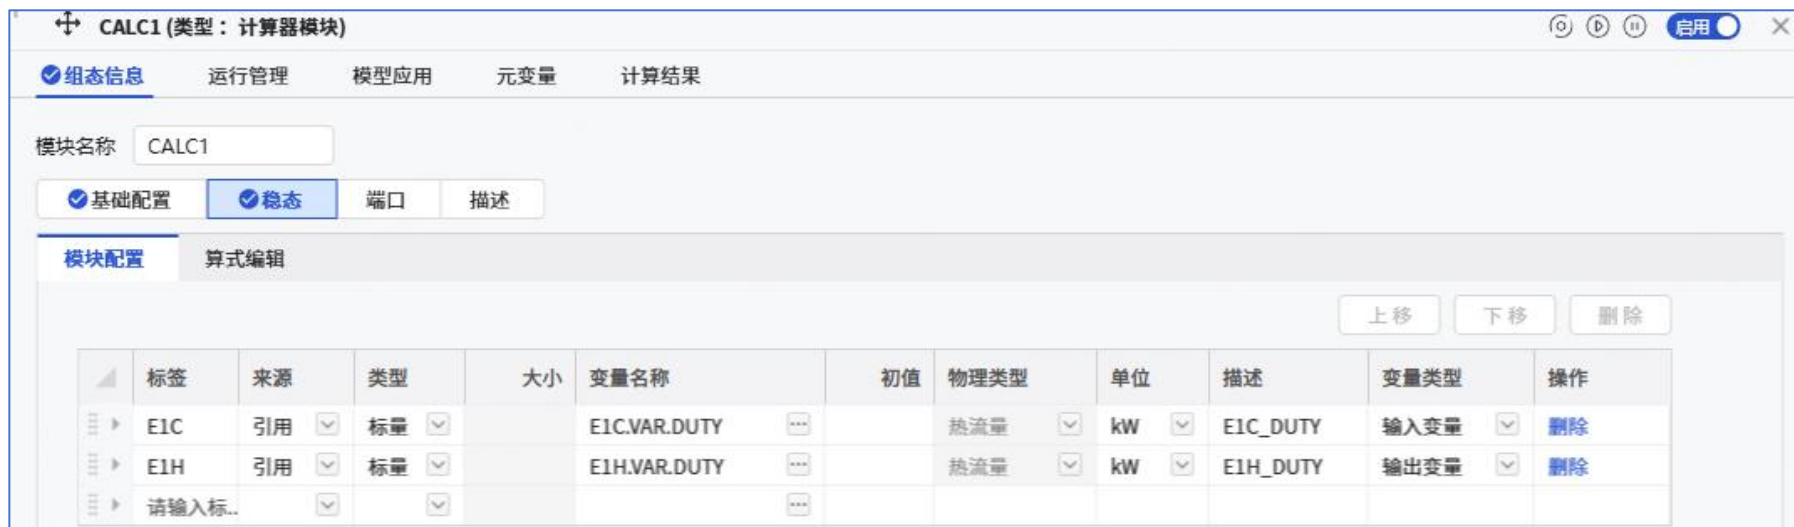 CALC1 (类型： 计算器模块) 启用
组态信息 运行管理 模型应用 元变量 计算结果
模块名称 CALC1
基础配置 稳态 端口 描述
模块配置 算式编辑
上移 下移 删除
标签 来源 类型 大小 变量名称 初值 物理类型 单位 描述 变量类型 操作
E1C 引用 标量 E1C.VAR.DUTY 热流量 kW E1C_DUTY 输入变量 删除
E1H 引用 标量 E1H.VAR.DUTY 热流量 kW E1H_DUTY 输出变量 删除
请输入标...